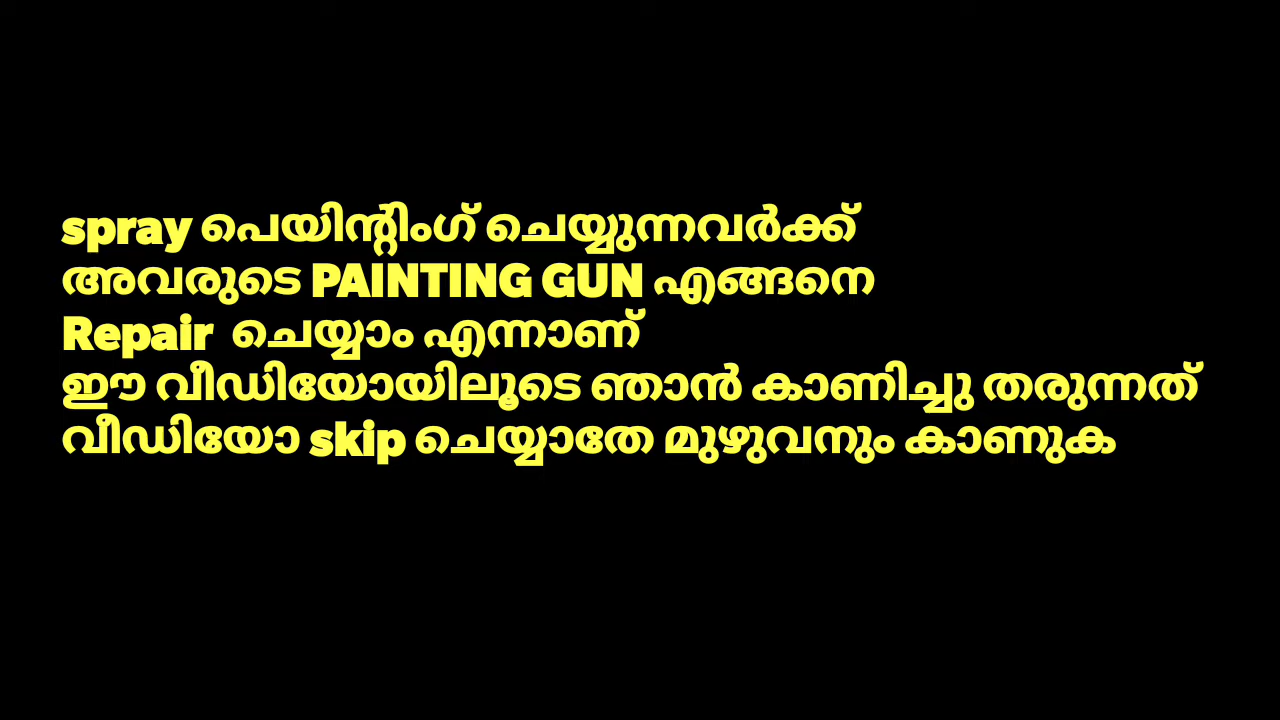 spray പെയിന്റിംഗ് ചെയ്യുന്നവർക്ക്
അവരുടെ PAINTING GUN എങ്ങനെ
Repair ചെയ്യാം എന്നാണ്
ഈ വീഡിയോയിലൂടെ ഞാൻ കാണിച്ചു തരുന്നത്
വീഡിയോ skip ചെയ്യാതേ മുഴുവനും കാണുക